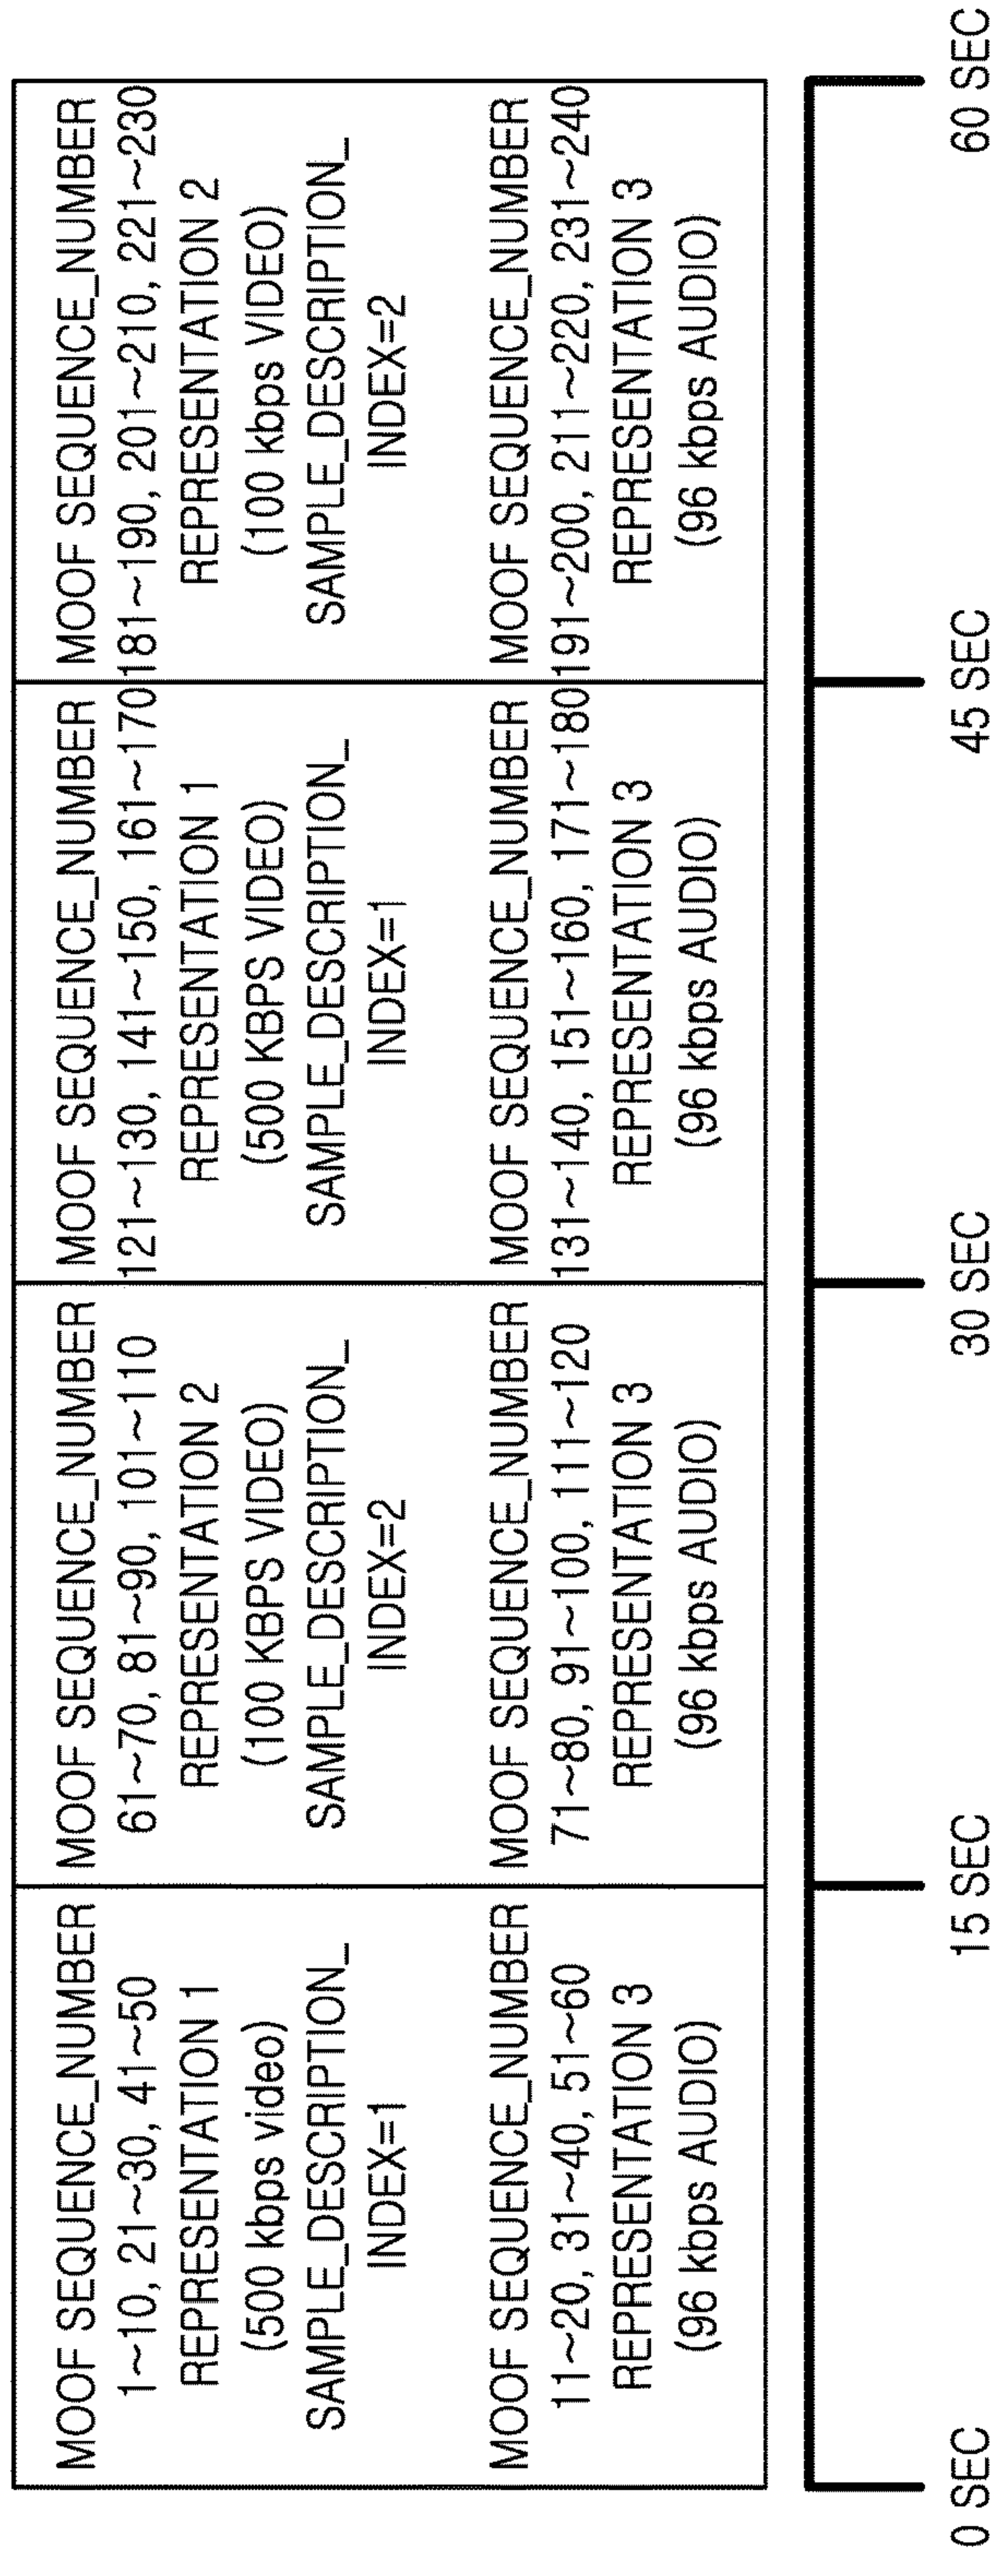 MOOF SEQUENCE_NUMBER
1~10, 21~30, 41~50
REPRESENTATION 1
(500 kbps video)
SAMPLE_DESCRIPTION_
INDEX=1
MOOF SEQUENCE_NUMBER
11~20, 31~40, 51~60
REPRESENTATION 3
(96 kbps AUDIO)
MOOF SEQUENCE_NUMBER
61~70, 81~90, 101~110
REPRESENTATION 2
(100 KBPS VIDEO)
SAMPLE_DESCRIPTION_
INDEX=2
MOOF SEQUENCE_NUMBER
71~80, 91~100, 111~120
REPRESENTATION 3
(96 kbps AUDIO)
MOOF SEQUENCE_NUMBER
121~130, 141~150, 161~170
REPRESENTATION 1
(500 KBPS VIDEO)
SAMPLE_DESCRIPTION_
INDEX=1
MOOF SEQUENCE_NUMBER
131~140, 151~160, 171~180
REPRESENTATION 3
(96 kbps AUDIO)
MOOF SEQUENCE_NUMBER
181~190, 201~210, 221~230
REPRESENTATION 2
(100 kbps VIDEO)
SAMPLE_DESCRIPTION_
INDEX=2
MOOF SEQUENCE_NUMBER
191~200, 211~220, 231~240
REPRESENTATION 3
(96 kbps AUDIO)
0 SEC
15 SEC
30 SEC
45 SEC
60 SEC